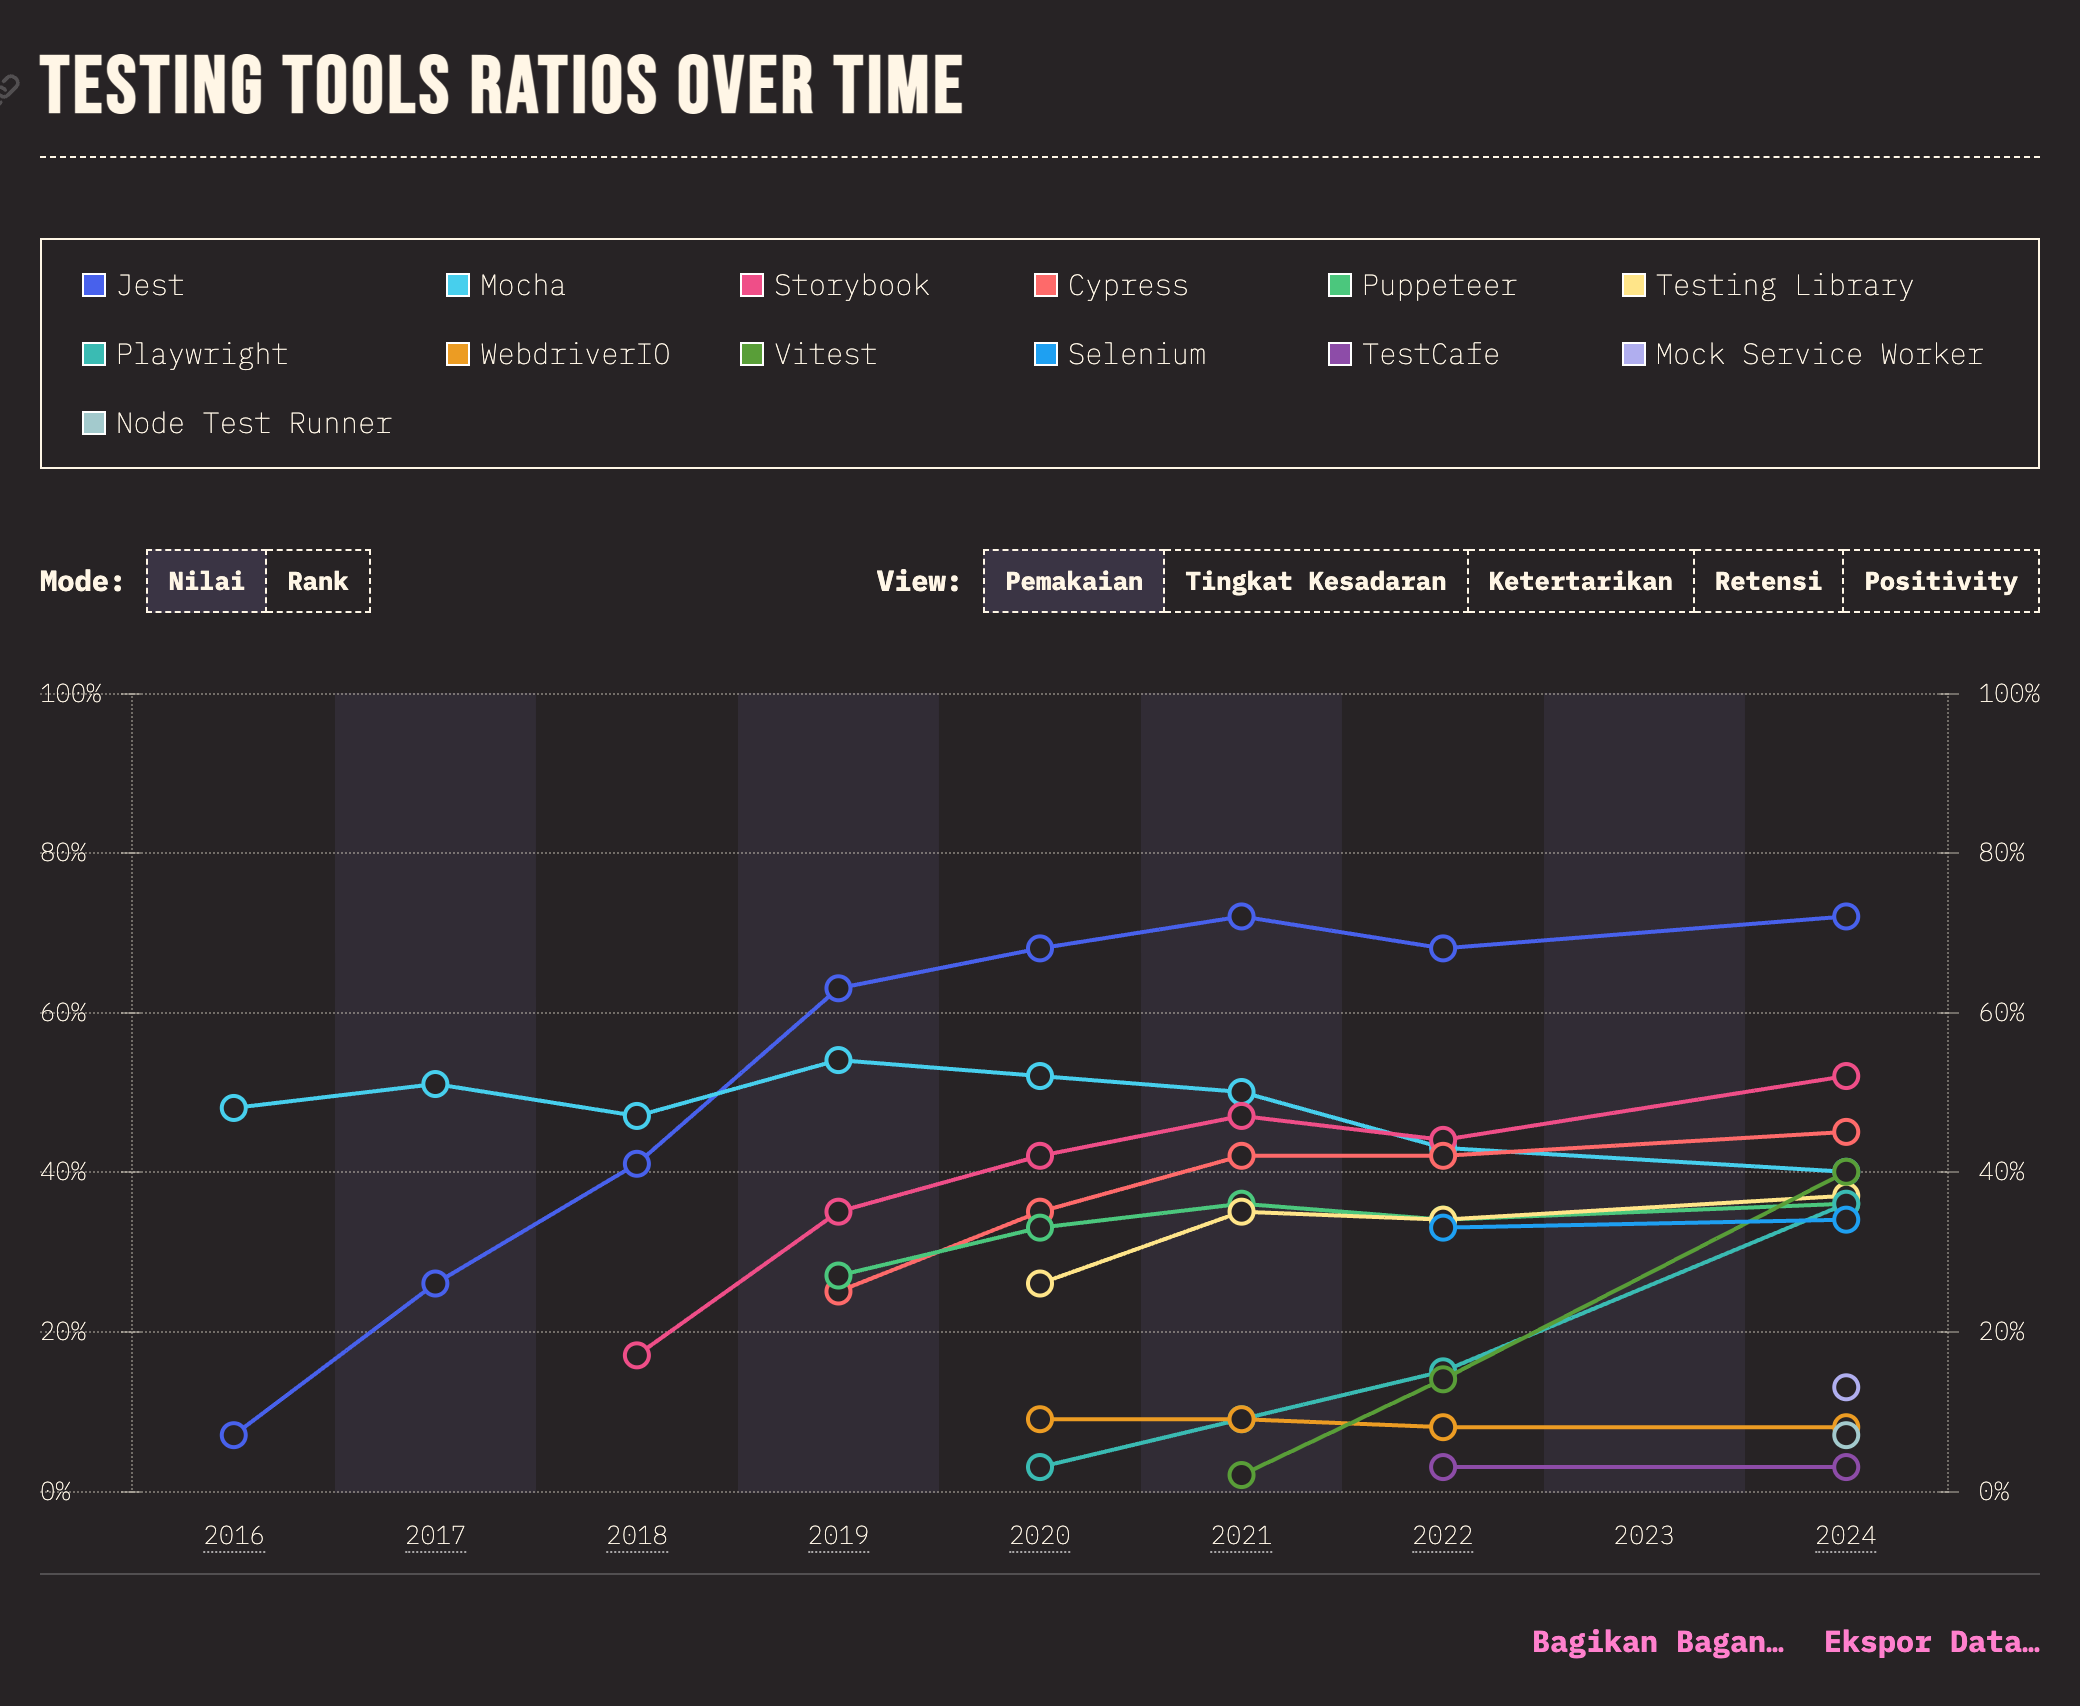 TESTING TOOLS RATIOS OVER TIME
Jest Mocha Storybook Cypress Puppeteer Testing Library
Playwright WebdriverIO Vitest Selenium TestCafe Mock Service Worker
Node Test Runner
Mode: Nilai Rank View: Pemakaian Tingkat Kesadaran Ketertarikan Retensi Positivity
100% 100%
80% 80%
60% 60%
40% 40%
20% 20%
0% 0%
2016 2017 2018 2019 2020 2021 2022 2023 2024
Bagikan Bagan… Ekspor Data…